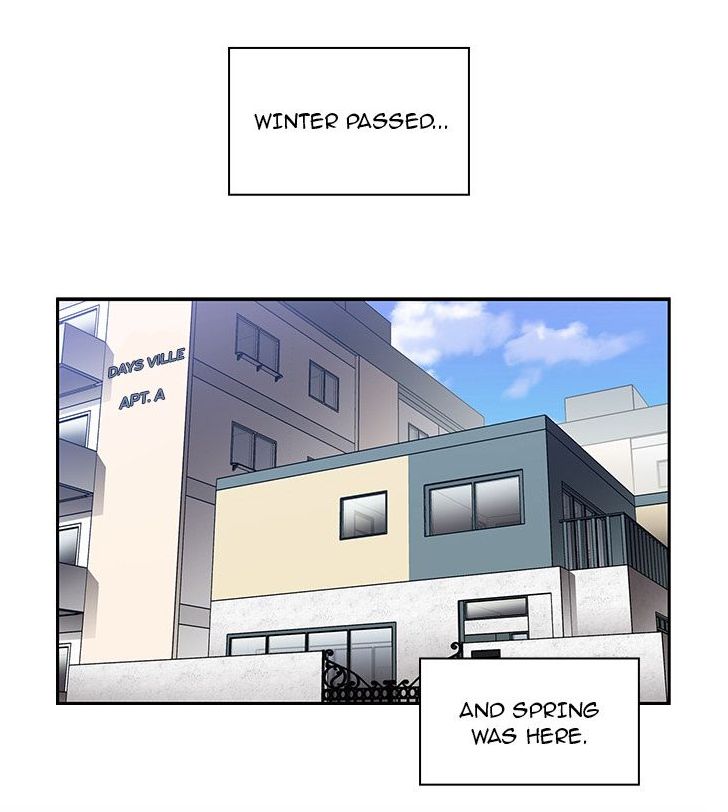 WINTER PASSED...
DAYS VILLE
APT. A
AND SPRING
WAS HERE.